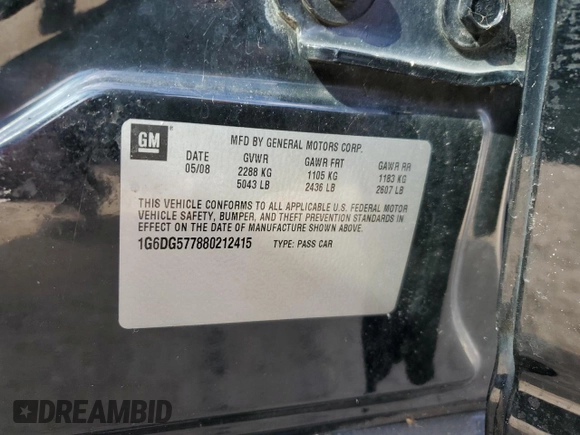 GM
MFD BY GENERAL MOTORS CORP.
DATE GVWR GAWR FRT GAWR RR
05/08 2288 KG 1105 KG 1183 KG
5043 LB 2436 LB 2607 LB
THIS VEHICLE CONFORMS TO ALL APPLICABLE U.S. FEDERAL MOTOR
VEHICLE SAFETY, BUMPER, AND THEFT PREVENTION STANDARDS IN
EFFECT ON THE DATE OF MANUFACTURE SHOWN ABOVE.
1G6DG577880212415 TYPE: PASS CAR
DREAMBID